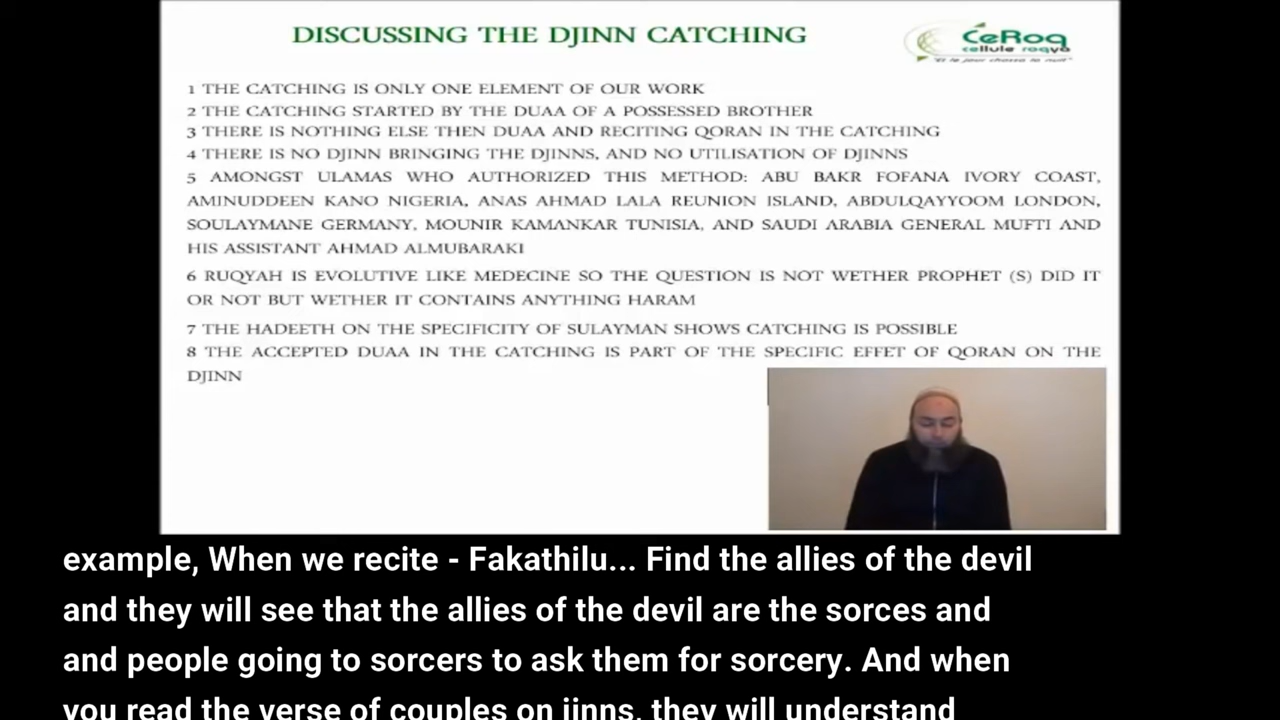 DISCUSSING THE DJINN CATCHING
CeRoq
cellule roqya
"Et le jour chassa la nuit"
1 THE CATCHING IS ONLY ONE ELEMENT OF OUR WORK
2 THE CATCHING STARTED BY THE DUAA OF A POSSESSED BROTHER
3 THERE IS NOTHING ELSE THEN DUAA AND RECITING QORAN IN THE CATCHING
4 THERE IS NO DJINN BRINGING THE DJINNS, AND NO UTILISATION OF DJINNS
5 AMONGST ULAMAS WHO AUTHORIZED THIS METHOD: ABU BAKR FOFANA IVORY COAST,
AMINUDDEEN KANO NIGERIA, ANAS AHMAD LALA REUNION ISLAND, ABDULQAYYOOM LONDON,
SOULAYMANE GERMANY, MOUNIR KAMANKAR TUNISIA, AND SAUDI ARABIA GENERAL MUFTI AND
HIS ASSISTANT AHMAD ALMUBARAKI
6 RUQYAH IS EVOLUTIVE LIKE MEDECINE SO THE QUESTION IS NOT WETHER PROPHET (S) DID IT
OR NOT BUT WETHER IT CONTAINS ANYTHING HARAM
7 THE HADEETH ON THE SPECIFICITY OF SULAYMAN SHOWS CATCHING IS POSSIBLE
8 THE ACCEPTED DUAA IN THE CATCHING IS PART OF THE SPECIFIC EFFET OF QORAN ON THE
DJINN
example, When we recite - Fakathilu... Find the allies of the devil
and they will see that the allies of the devil are the sorces and
and people going to sorcers to ask them for sorcery. And when
you read the verse of couples on jinns, they will understand